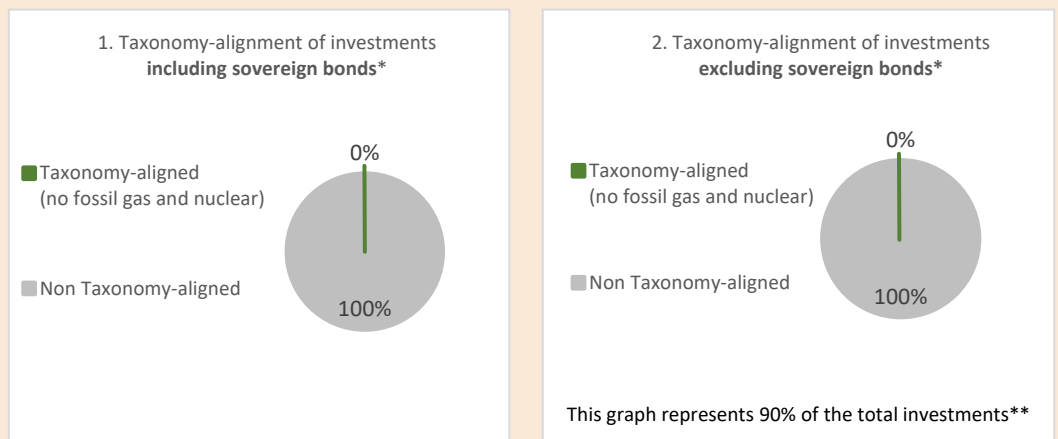 1. Taxonomy-alignment of investments
including sovereign bonds*
0%
Taxonomy-aligned
(no fossil gas and nuclear)
Non Taxonomy-aligned
100%
2. Taxonomy-alignment of investments
excluding sovereign bonds*
0%
Taxonomy-aligned
(no fossil gas and nuclear)
Non Taxonomy-aligned
100%
This graph represents 90% of the total investments**